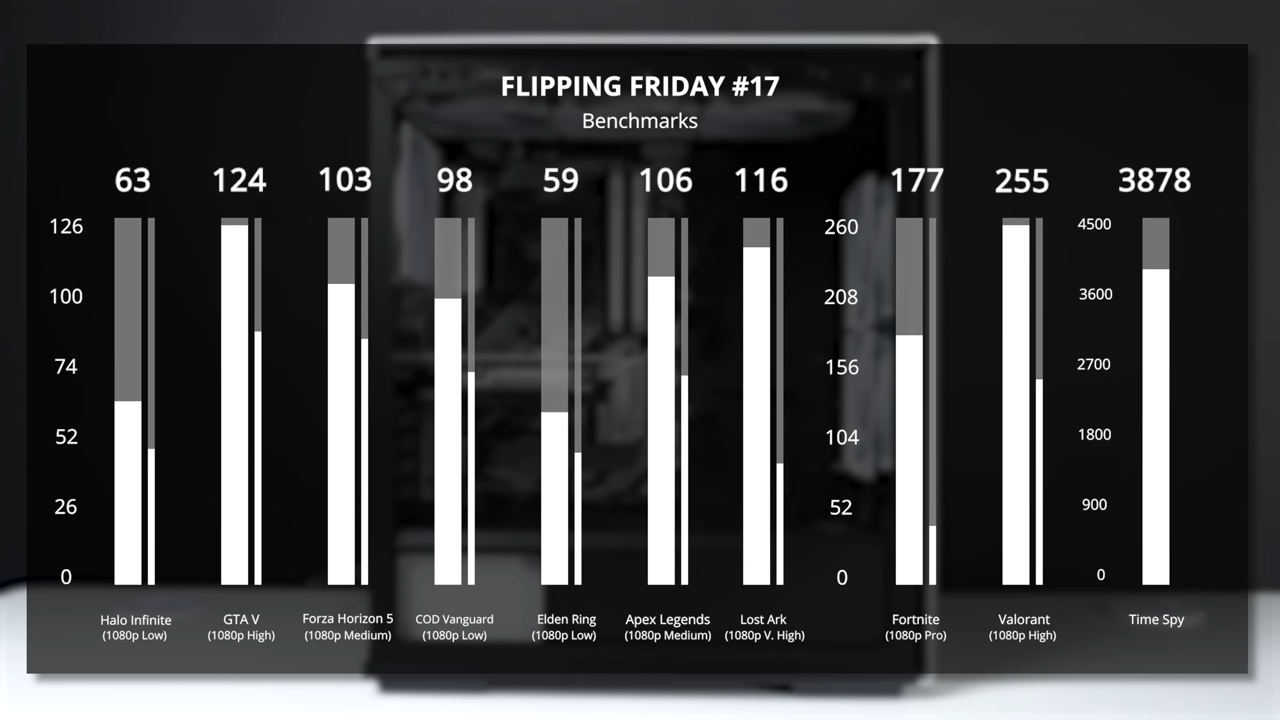 FLIPPING FRIDAY #17
Benchmarks
63 124 103 98 59 106 116 177 255 3878
126 260 4500
100 208 3600
74 156 2700
52 104 1800
26 52 900
0 0 0
Halo Infinite GTA V Forza Horizon 5 COD Vanguard Elden Ring Apex Legends Lost Ark Fortnite Valorant Time Spy
(1080p Low) (1080p High) (1080p Medium) (1080p Low) (1080p Low) (1080p Medium) (1080p V. High) (1080p Pro) (1080p High)